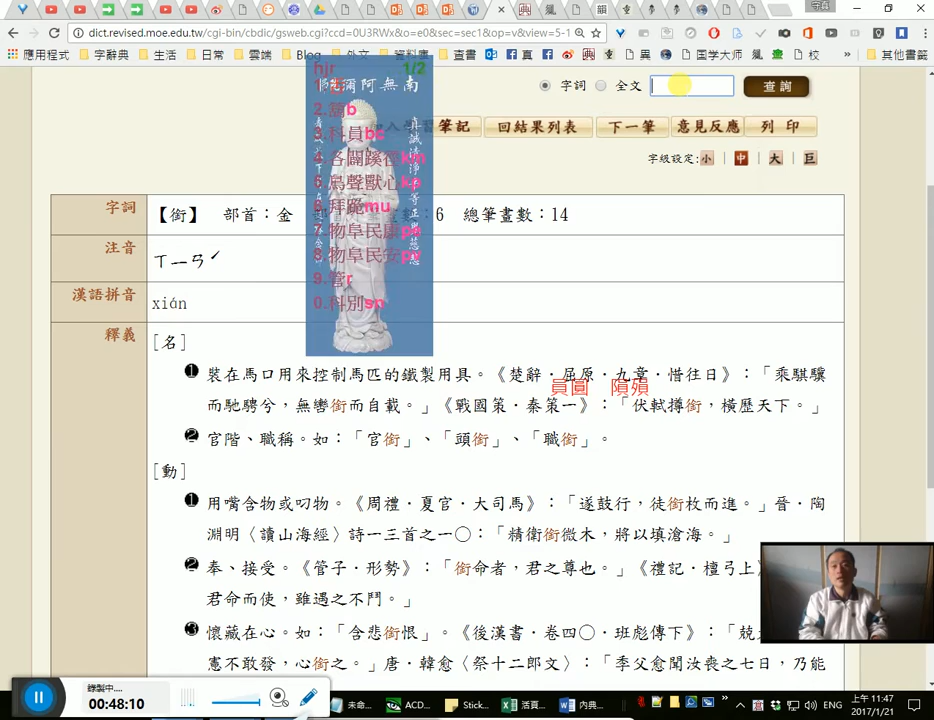 dict.revised.moe.edu.tw/cgi-bin/cbdic/gsweb.cgi?ccd=0U3RWx&o=e0&sec=sec1&op=v&view=5-1
應用程式 字辭典 生活 日常 雲端 Blog 外文 資料庫 查書 真 異 国学大师 校 » 其他書籤
字詞 全文 查詢
筆記 回結果列表 下一筆 意見反應 列印
字級設定:小 | 中 | 大 | 巨
hjr 1/2
南無阿彌
2. b
3.科員bc
4.各闢蹊徑km
5.鳥聲獸心kp
6.拜跪mu
7.物阜民康
8.物阜民安
9.管r
0.科別sn
字詞 【銜】 部首:金 6 總筆畫數:14
注音 ㄒㄧㄢˊ
漢語拼音 xián
釋義 [名]
❶ 裝在馬口用來控制馬匹的鐵製用具。《楚辭・屈原・九章・惜往日》:「乘騏驥
員圓 隕殞
而馳騁兮,無轡銜而自載。」《戰國策・秦策一》:「伏軾撙銜,橫歷天下。」
❷ 官階、職稱。如:「官銜」、「頭銜」、「職銜」。
[動]
❶ 用嘴含物或叼物。《周禮・夏官・大司馬》:「遂鼓行,徒銜枚而進。」晉・陶
淵明〈讀山海經〉詩一三首之一〇:「精衛銜微木,將以填滄海。」
❷ 奉、接受。《管子・形勢》:「銜命者,君之尊也。」《禮記・檀弓上》
君命而使,雖遇之不鬥。」
❸ 懷藏在心。如:「含悲銜恨」。《後漢書・卷四〇・班彪傳下》:「兢
憲不敢發,心銜之。」唐・韓愈〈祭十二郎文〉:「季父愈聞汝喪之七日,乃能
錄製中....
00:48:10
未命... ACD... Stick... 活頁... 內典...
ENG
上午 11:47
2017/1/21